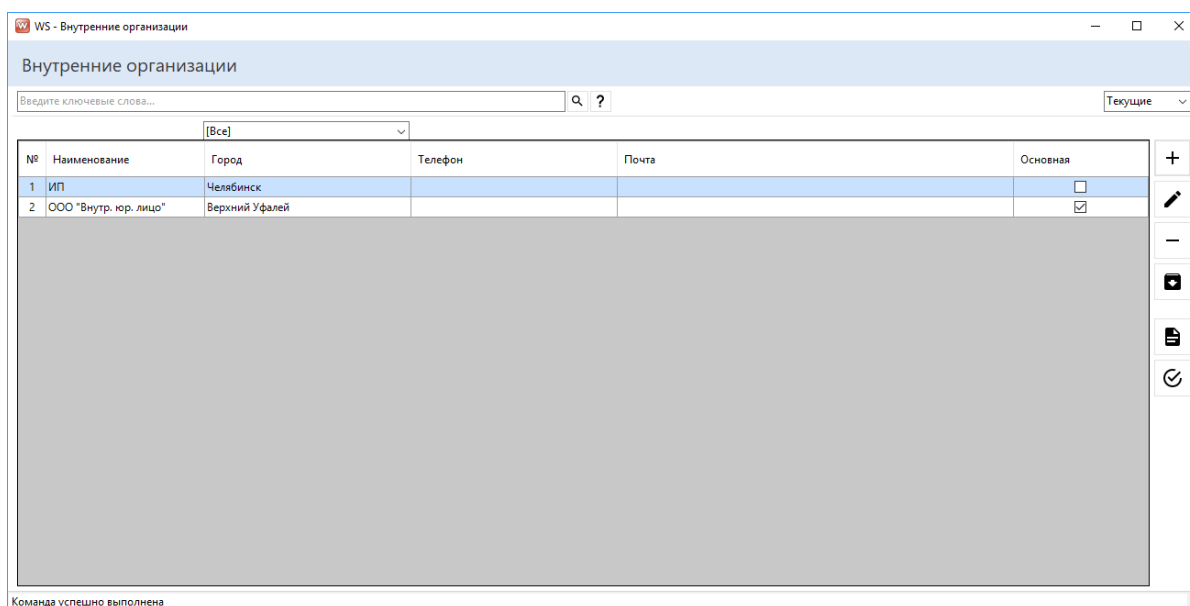 WS - Внутренние организации
Внутренние организации
Введите ключевые слова...
?
Текущие
[Все]
№ Наименование Город Телефон Почта Основная
1 ИП Челябинск
2 ООО "Внутр. юр. лицо" Верхний Уфалей
Команда успешно выполнена